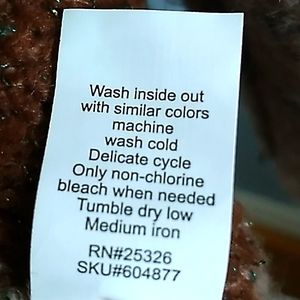 Wash inside out
with similar colors
machine
wash cold
Delicate cycle
Only non-chlorine
bleach when needed
Tumble dry low
Medium iron
RN#25326
SKU#604877